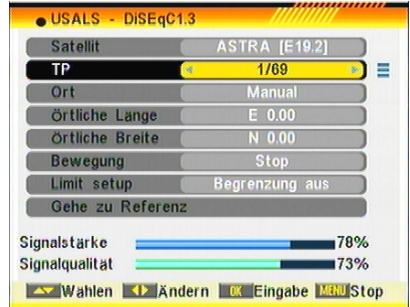 USALS - DiSEqC1.3
Satellit ASTRA [E19.2]
TP 1/69
Ort Manual
Örtliche Länge E 0.00
Örtliche Breite N 0.00
Bewegung Stop
Limit setup Begrenzung aus
Gehe zu Referenz
Signalstärke 78%
Signalqualität 73%
Wählen Ändern OK Eingabe MENU Stop